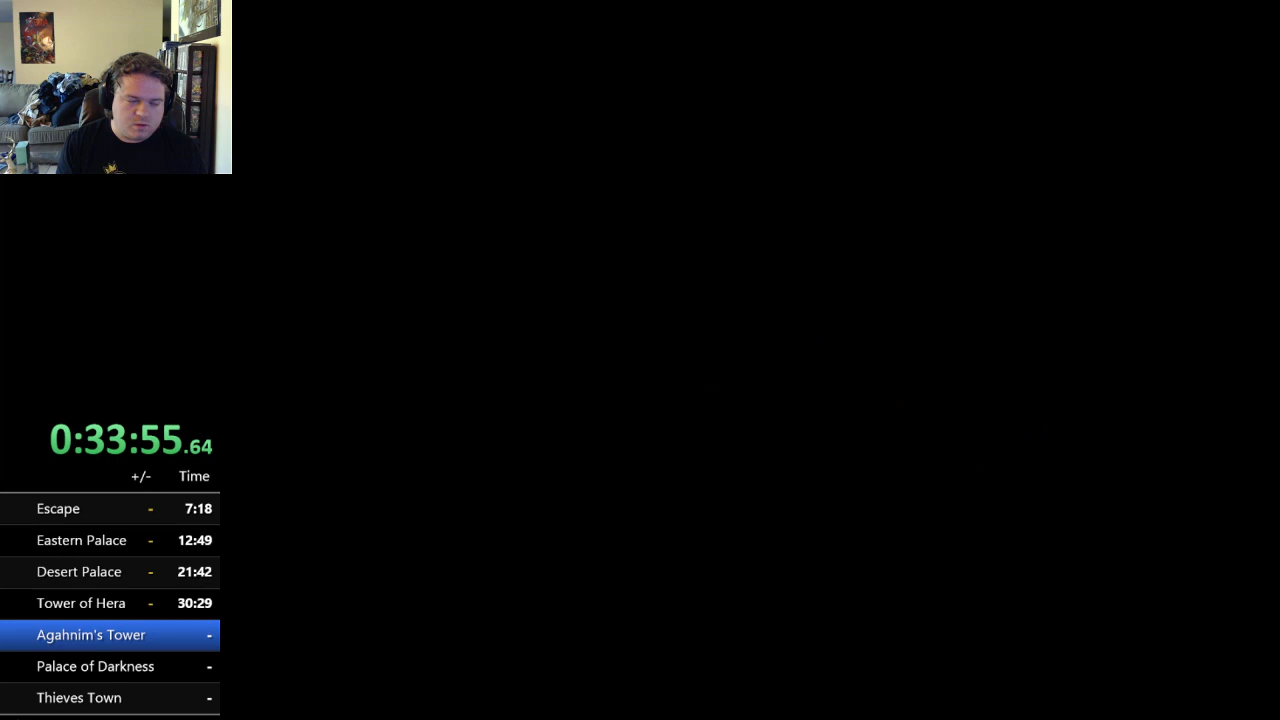 0:33:55.64
+/- Time
Escape - 7:18
Eastern Palace - 12:49
Desert Palace - 21:42
Tower of Hera - 30:29
Agahnim's Tower -
Palace of Darkness -
Thieves Town -